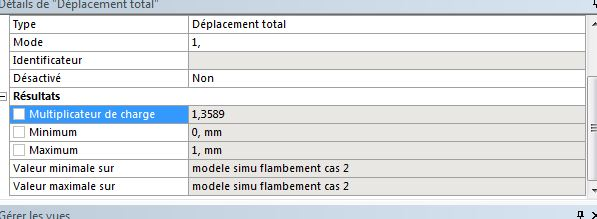 Détails de "Déplacement total"
Type Déplacement total
Mode 1,
Identificateur
Désactivé Non
Résultats
Multiplicateur de charge 1,3589
Minimum 0, mm
Maximum 1, mm
Valeur minimale sur modele simu flambement cas 2
Valeur maximale sur modele simu flambement cas 2
Gérer les vues